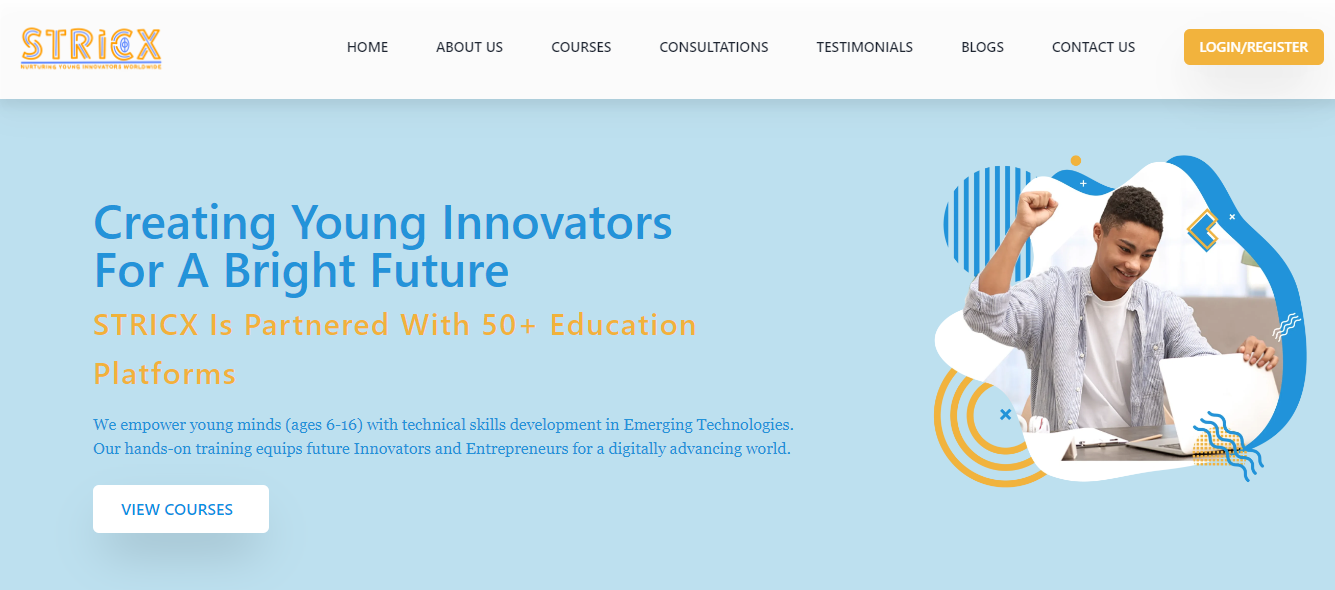 STRICX
NURTURING YOUNG INNOVATORS WORLDWIDE
HOME ABOUT US COURSES CONSULTATIONS TESTIMONIALS BLOGS CONTACT US LOGIN/REGISTER
Creating Young Innovators
For A Bright Future
STRICX Is Partnered With 50+ Education
Platforms
We empower young minds (ages 6-16) with technical skills development in Emerging Technologies.
Our hands-on training equips future Innovators and Entrepreneurs for a digitally advancing world.
VIEW COURSES